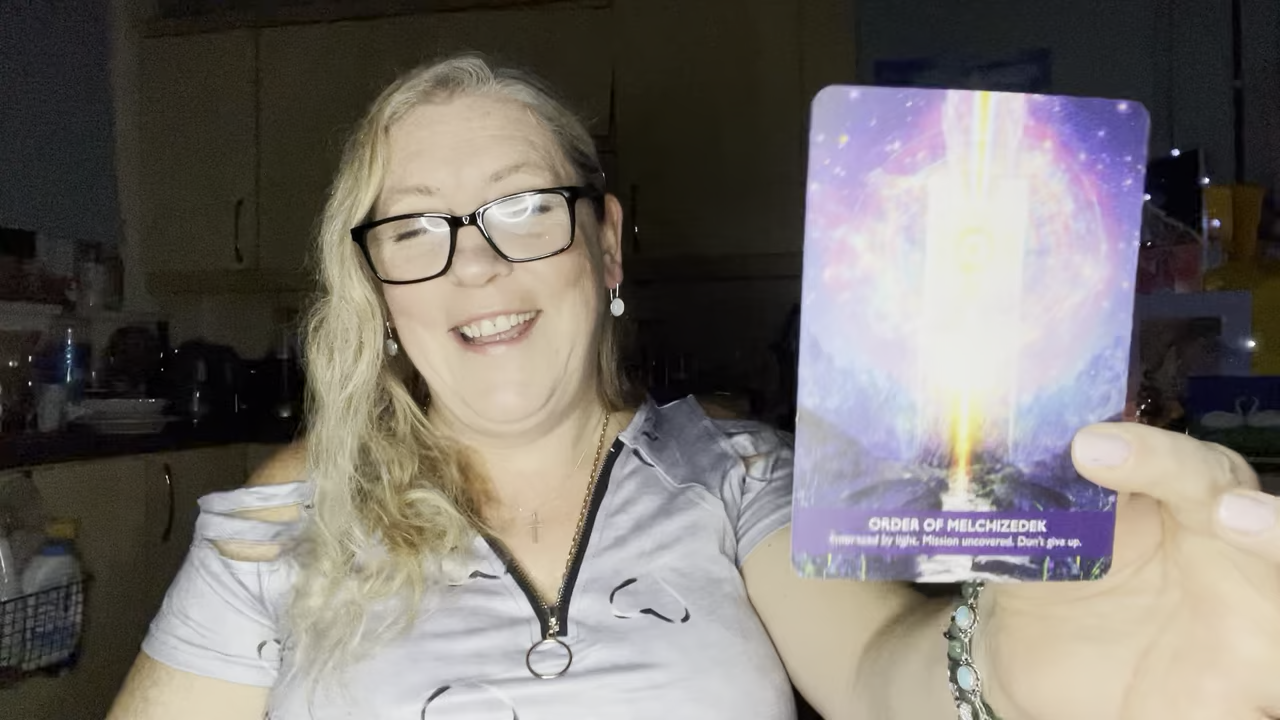 ORDER OF MELCHIZEDEK
Embraced by light. Mission uncovered. Don't give up.